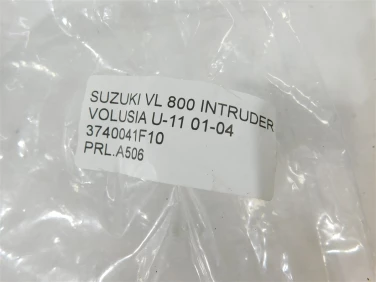 SUZUKI VL 800 INTRUDER
VOLUSIA U-11 01-04
3740041F10
PRL.A506